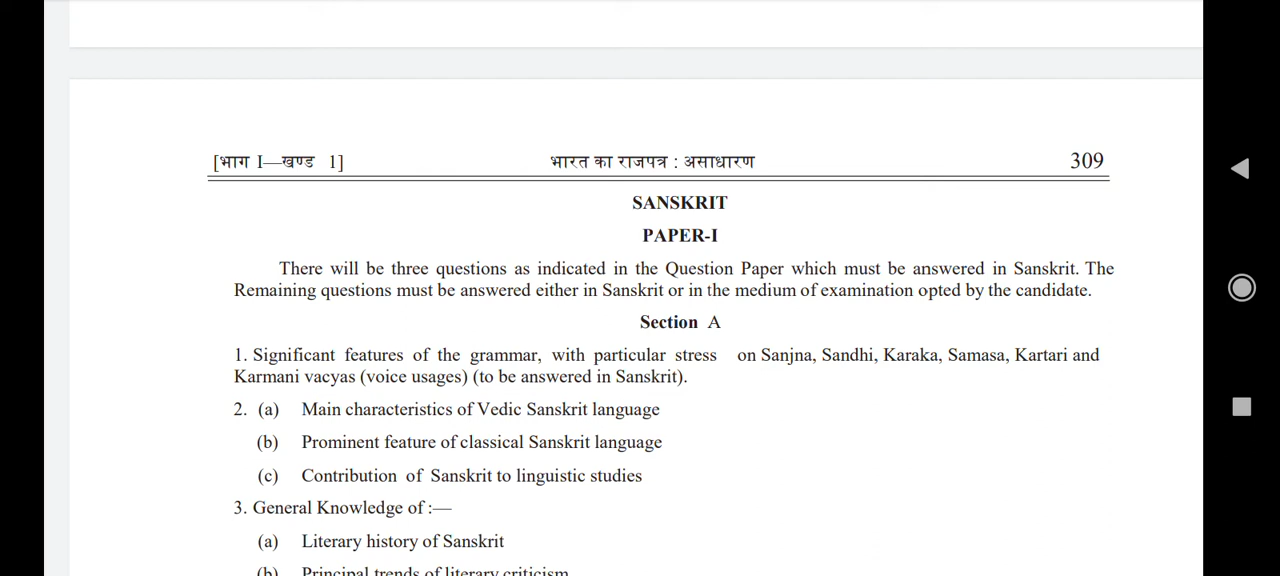 [भाग I—खण्ड 1] भारत का राजपत्र : असाधारण 309
SANSKRIT
PAPER-I
There will be three questions as indicated in the Question Paper which must be answered in Sanskrit. The
Remaining questions must be answered either in Sanskrit or in the medium of examination opted by the candidate.
Section A
1. Significant features of the grammar, with particular stress on Sanjna, Sandhi, Karaka, Samasa, Kartari and
Karmani vacyas (voice usages) (to be answered in Sanskrit).
2. (a) Main characteristics of Vedic Sanskrit language
(b) Prominent feature of classical Sanskrit language
(c) Contribution of Sanskrit to linguistic studies
3. General Knowledge of :—
(a) Literary history of Sanskrit
(b) Principal trends of literary criticism